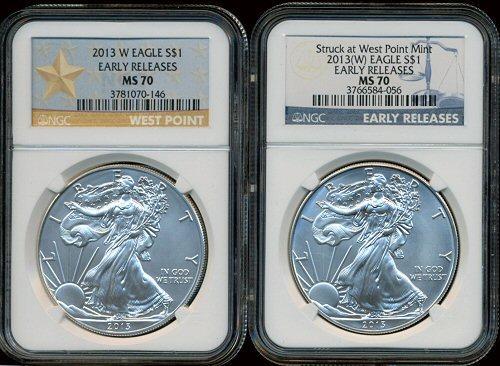 2013 W EAGLE S$1
EARLY RELEASES
MS 70
3781070-146
NGC
WEST POINT
LIBERTY
IN GOD
WE TRUST
2013
Struck at West Point Mint
2013(W) EAGLE S$1
EARLY RELEASES
MS 70
3766584-056
NGC
EARLY RELEASES
LIBERTY
IN GOD
WE TRUST
2013